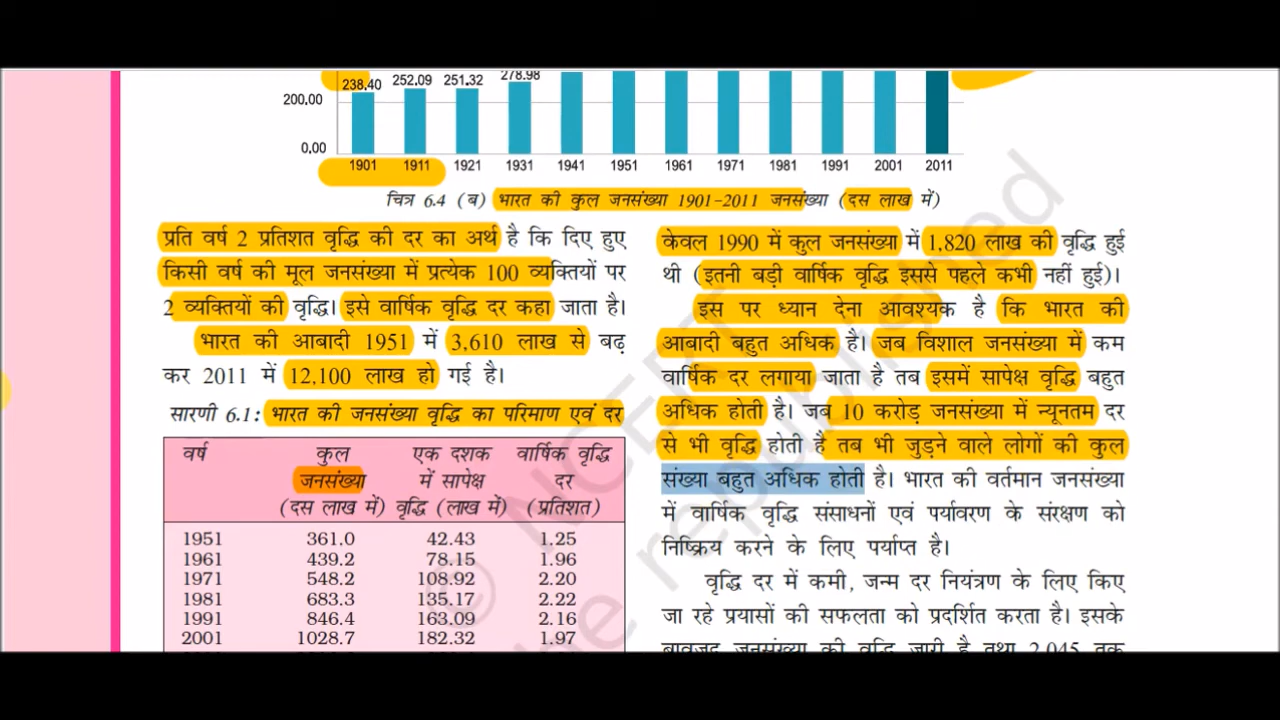 238.40 252.09 251.32 278.98
200.00
0.00
1901 1911 1921 1931 1941 1951 1961 1971 1981 1991 2001 2011
चित्र 6.4 (ब) भारत की कुल जनसंख्या 1901-2011 जनसंख्या (दस लाख में)
प्रति वर्ष 2 प्रतिशत वृद्धि की दर का अर्थ है कि दिए हुए
किसी वर्ष की मूल जनसंख्या में प्रत्येक 100 व्यक्तियों पर
2 व्यक्तियों की वृद्धि। इसे वार्षिक वृद्धि दर कहा जाता है।
भारत की आबादी 1951 में 3,610 लाख से बढ़
कर 2011 में 12,100 लाख हो गई है।
सारणी 6.1: भारत की जनसंख्या वृद्धि का परिमाण एवं दर
वर्ष कुल एक दशक वार्षिक वृद्धि
जनसंख्या में सापेक्ष दर
(दस लाख में) वृद्धि (लाख में) (प्रतिशत)
1951 361.0 42.43 1.25
1961 439.2 78.15 1.96
1971 548.2 108.92 2.20
1981 683.3 135.17 2.22
1991 846.4 163.09 2.16
2001 1028.7 182.32 1.97
केवल 1990 में कुल जनसंख्या में 1,820 लाख की वृद्धि हुई
थी (इतनी बड़ी वार्षिक वृद्धि इससे पहले कभी नहीं हुई)।
इस पर ध्यान देना आवश्यक है कि भारत की
आबादी बहुत अधिक है। जब विशाल जनसंख्या में कम
वार्षिक दर लगाया जाता है तब इसमें सापेक्ष वृद्धि बहुत
अधिक होती है। जब 10 करोड़ जनसंख्या में न्यूनतम दर
से भी वृद्धि होती है तब भी जुड़ने वाले लोगों की कुल
संख्या बहुत अधिक होती है। भारत की वर्तमान जनसंख्या
में वार्षिक वृद्धि संसाधनों एवं पर्यावरण के संरक्षण को
निष्क्रिय करने के लिए पर्याप्त है।
वृद्धि दर में कमी, जन्म दर नियंत्रण के लिए किए
जा रहे प्रयासों की सफलता को प्रदर्शित करता है। इसके
बावजूद जनसंख्या की वृद्धि जारी है तथा 2,045 तक
© NCERT
be republished